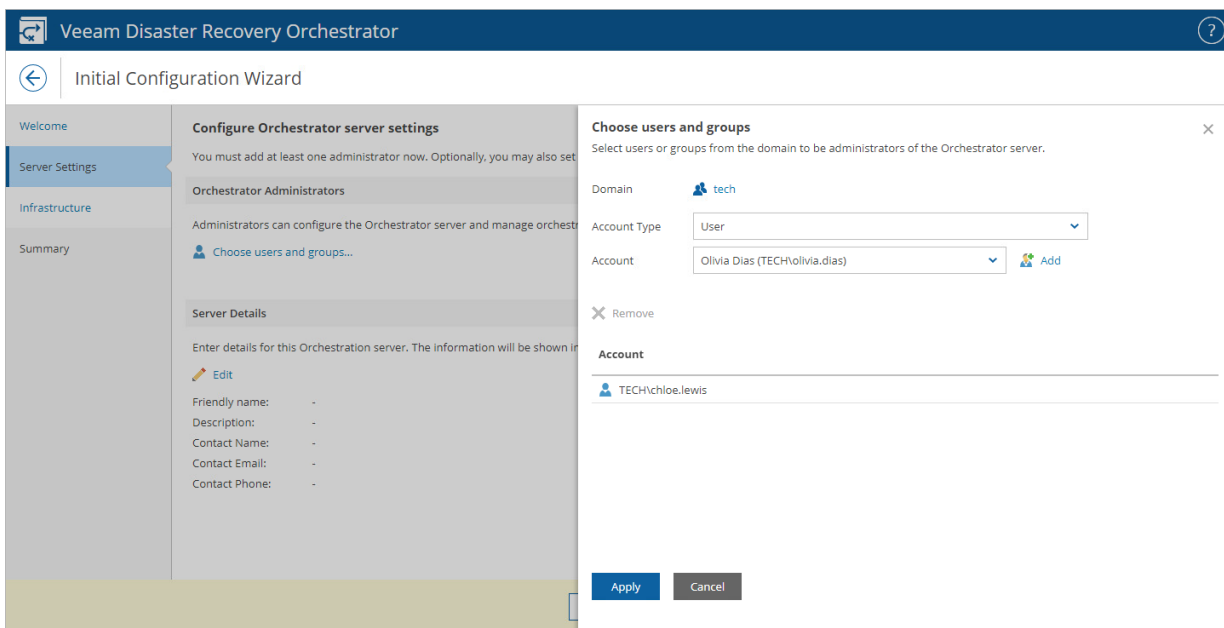 Veeam Disaster Recovery Orchestrator
?
Initial Configuration Wizard
Welcome
Server Settings
Infrastructure
Summary
Configure Orchestrator server settings
You must add at least one administrator now. Optionally, you may also set
Orchestrator Administrators
Administrators can configure the Orchestrator server and manage orchestr
Choose users and groups...
Server Details
Enter details for this Orchestration server. The information will be shown in
Edit
Friendly name: -
Description: -
Contact Name: -
Contact Email: -
Contact Phone: -
Choose users and groups
Select users or groups from the domain to be administrators of the Orchestrator server.
Domain tech
Account Type User
Account Olivia Dias (TECH\olivia.dias) Add
Remove
Account
TECH\chloe.lewis
Apply Cancel